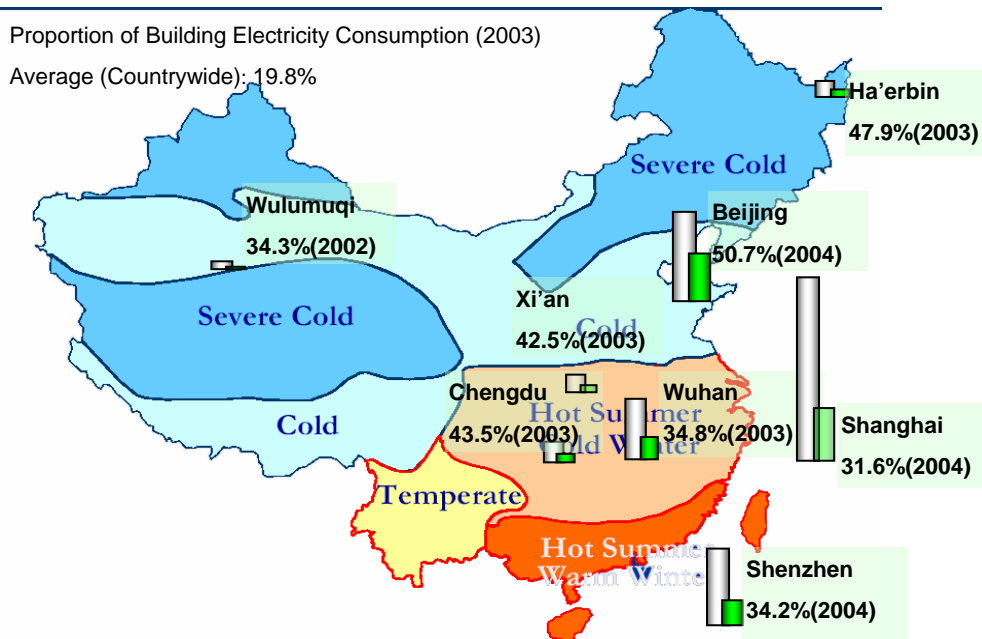 Proportion of Building Electricity Consumption (2003)
Average (Countrywide): 19.8%
Ha'erbin
47.9%(2003)
Severe Cold
Wulumuqi
34.3%(2002)
Beijing
50.7%(2004)
Xi'an
42.5%(2003)
Cold
Severe Cold
Chengdu
43.5%(2003)
Wuhan
34.8%(2003)
Hot Summer
Cold Winter
Cold
Shanghai
31.6%(2004)
Temperate
Hot Summer
Warm Winter
Shenzhen
34.2%(2004)